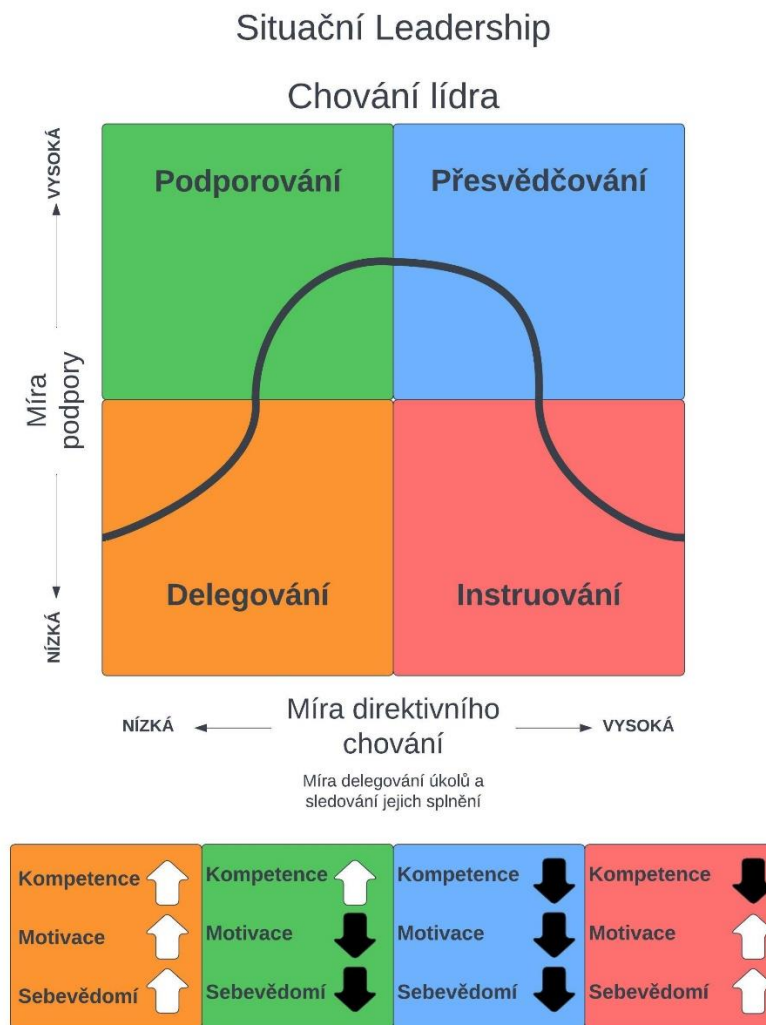 Situační Leadership
Chování lídra
VYSOKÁ
Podporování
Přesvědčování
Míra
podpory
Delegování
Instruování
NÍZKÁ
NÍZKÁ
Míra direktivního
chování
VYSOKÁ
Míra delegování úkolů a
sledování jejich splnění
Kompetence
Motivace
Sebevědomí
Kompetence
Motivace
Sebevědomí
Kompetence
Motivace
Sebevědomí
Kompetence
Motivace
Sebevědomí